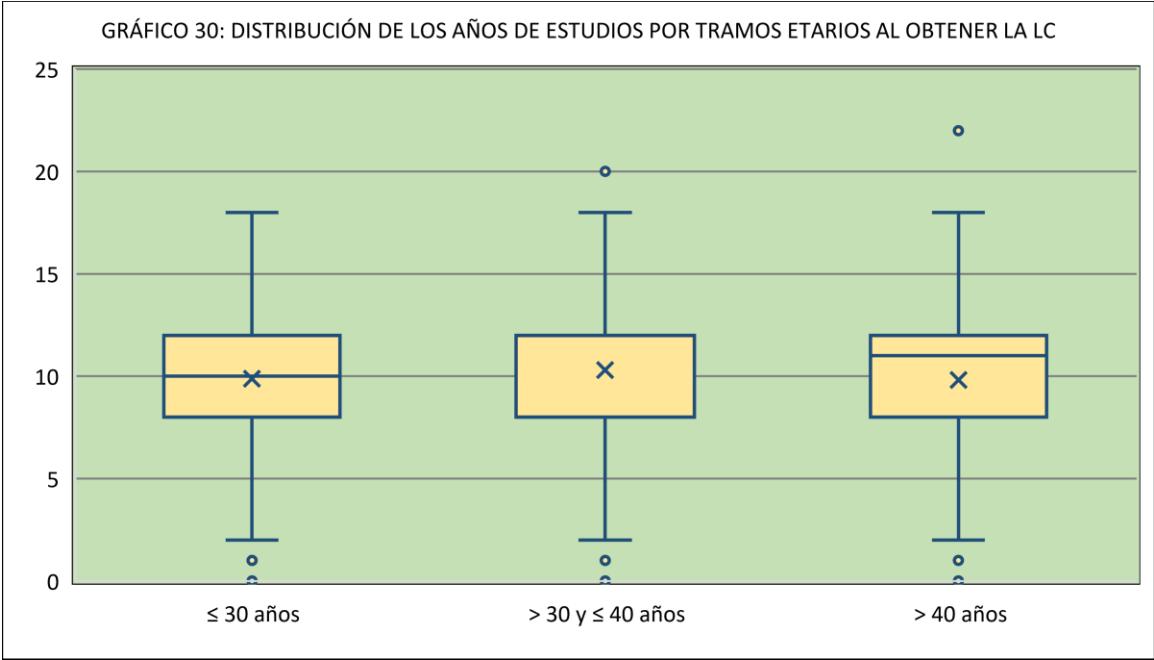 GRÁFICO 30: DISTRIBUCIÓN DE LOS AÑOS DE ESTUDIOS POR TRAMOS ETARIOS AL OBTENER LA LC
25
20
15
10
5
0
≤ 30 años
> 30 y ≤ 40 años
> 40 años